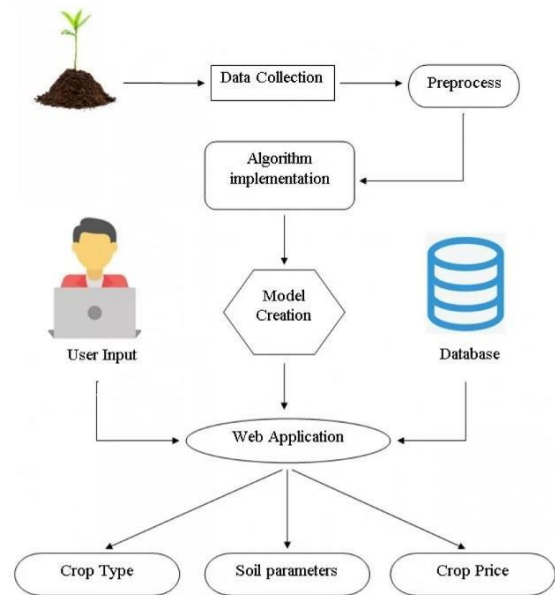 Data Collection
Preprocess
Algorithm
implementation
Model
Creation
User Input
Database
Web Application
Crop Type
Soil parameters
Crop Price